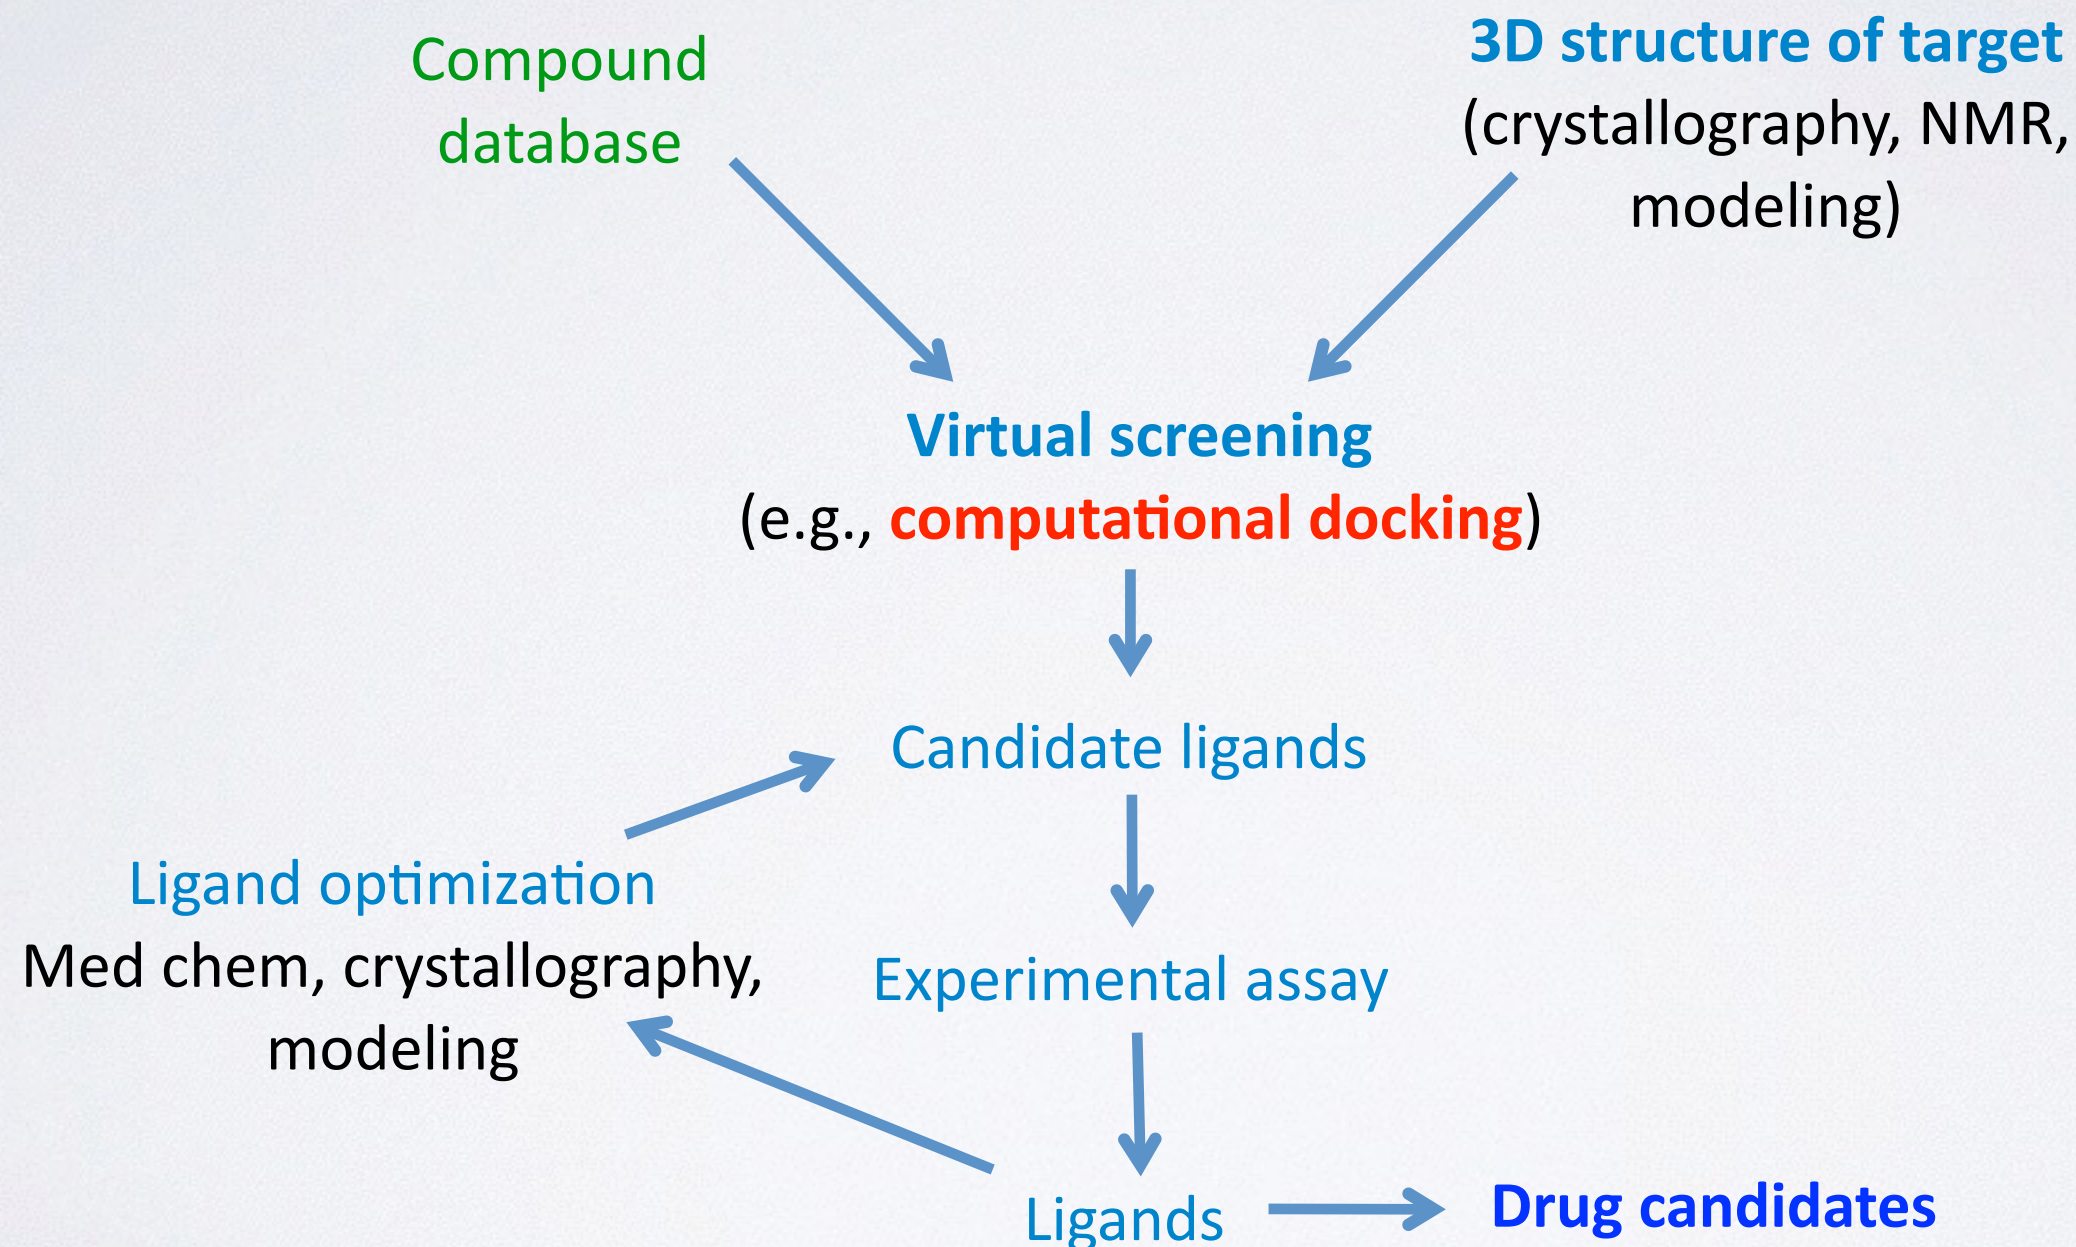 Compound
database
3D structure of target
(crystallography, NMR,
modeling)
Virtual screening
(e.g., computational docking)
Candidate ligands
Ligand optimization
Med chem, crystallography,
modeling
Experimental assay
Ligands
Drug candidates